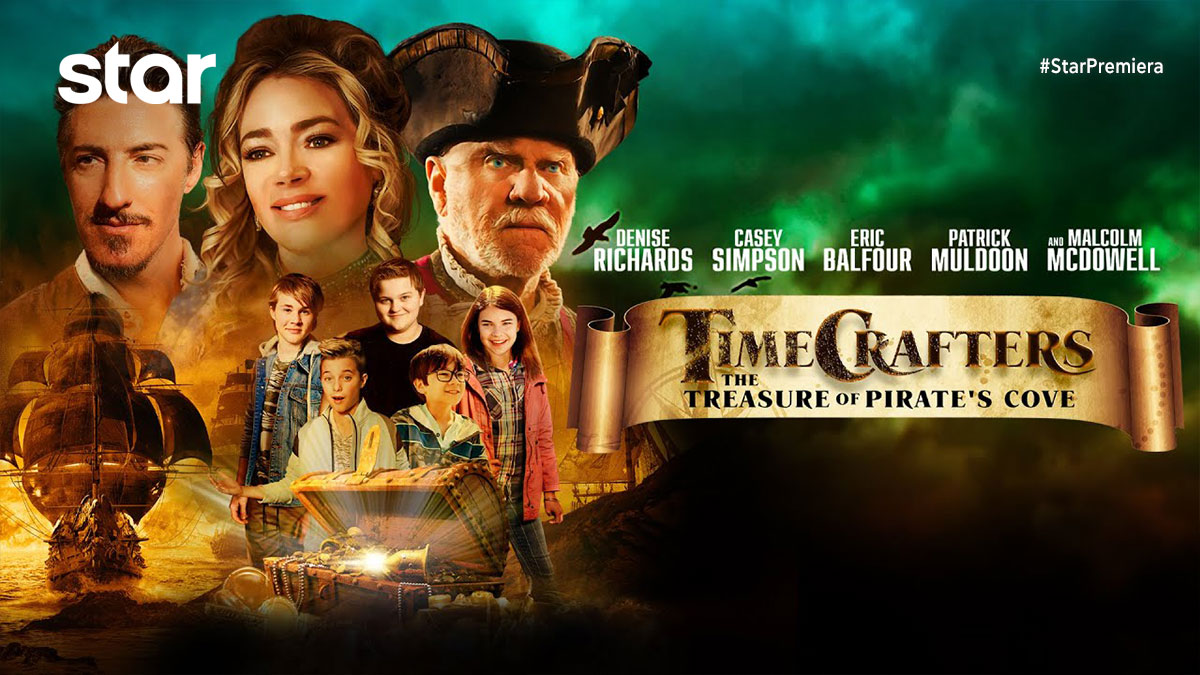 star
#StarPremiera
DENISE RICHARDS
CASEY SIMPSON
ERIC BALFOUR
PATRICK MULDOON
AND MALCOLM MCDOWELL
TIMECRAFTERS
THE
TREASURE OF PIRATE'S COVE